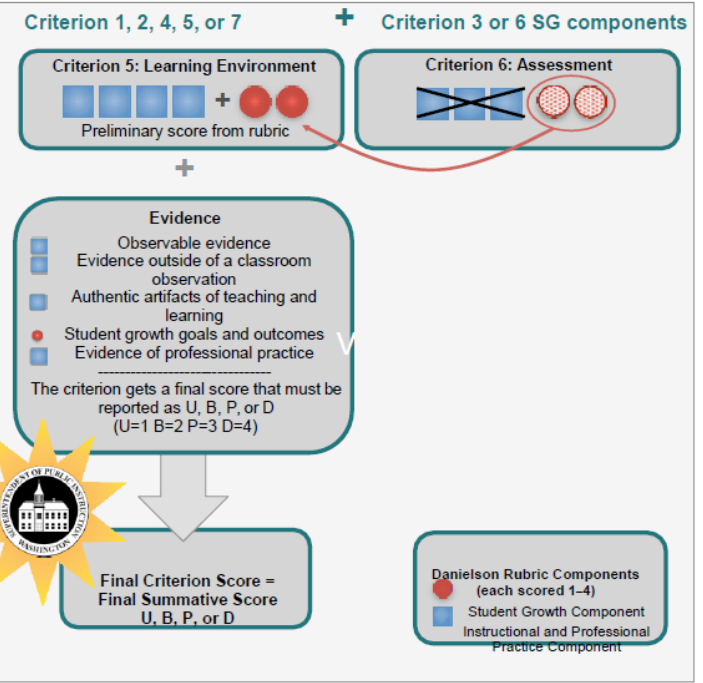 Criterion 1, 2, 4, 5, or 7
+
Criterion 3 or 6 SG components
Criterion 5: Learning Environment
+
Preliminary score from rubric
Criterion 6: Assessment
+
Evidence
Observable evidence
Evidence outside of a classroom
observation
Authentic artifacts of teaching and
learning
Student growth goals and outcomes
Evidence of professional practice
--------------------------------
The criterion gets a final score that must be
reported as U, B, P, or D
(U=1 B=2 P=3 D=4)
V
SUPERINTENDENT OF PUBLIC INSTRUCTION
WASHINGTON
Final Criterion Score =
Final Summative Score
U, B, P, or D
Danielson Rubric Components
(each scored 1–4)
Student Growth Component
Instructional and Professional
Practice Component